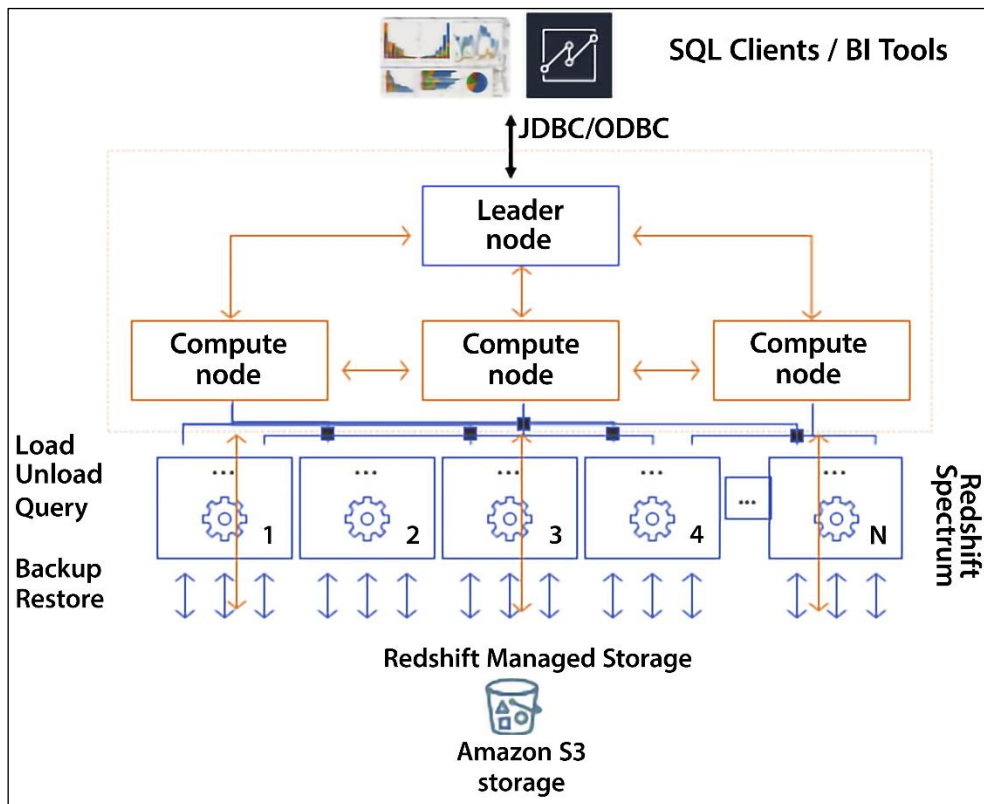 SQL Clients / BI Tools
JDBC/ODBC
Leader
node
Compute
node
Compute
node
Compute
node
Load
Unload
Query
Backup
Restore
...
1
...
2
...
3
...
4
...
...
N
Redshift
Spectrum
Redshift Managed Storage
Amazon S3
storage